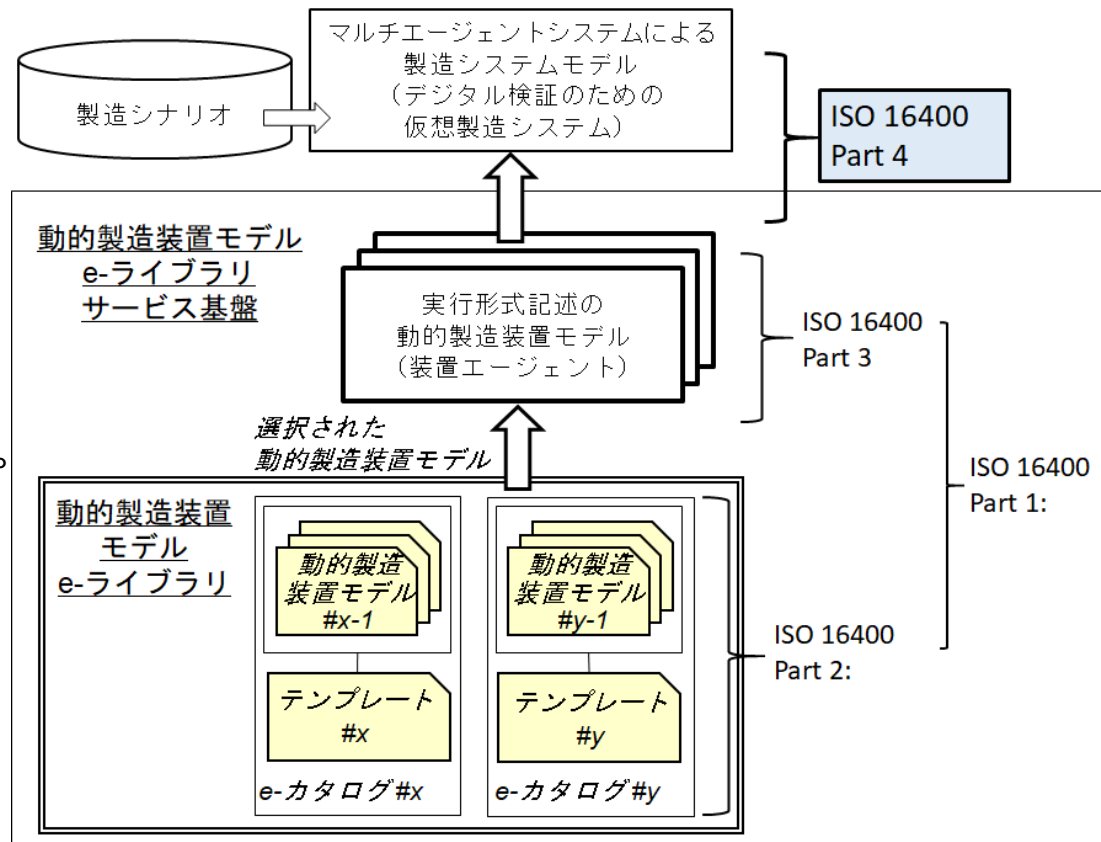 マルチエージェントシステムによる
製造システムモデル
（デジタル検証のための
仮想製造システム）
製造シナリオ
ISO 16400
Part 4
動的製造装置モデル
e-ライブラリ
サービス基盤
実行形式記述の
動的製造装置モデル
（装置エージェント）
ISO 16400
Part 3
選択された
動的製造装置モデル
ISO 16400
Part 1:
動的製造装置
モデル
e-ライブラリ
動的製造
装置モデル
#x-1
動的製造
装置モデル
#y-1
ISO 16400
Part 2:
テンプレート
#x
テンプレート
#y
e-カタログ#x
e-カタログ#y